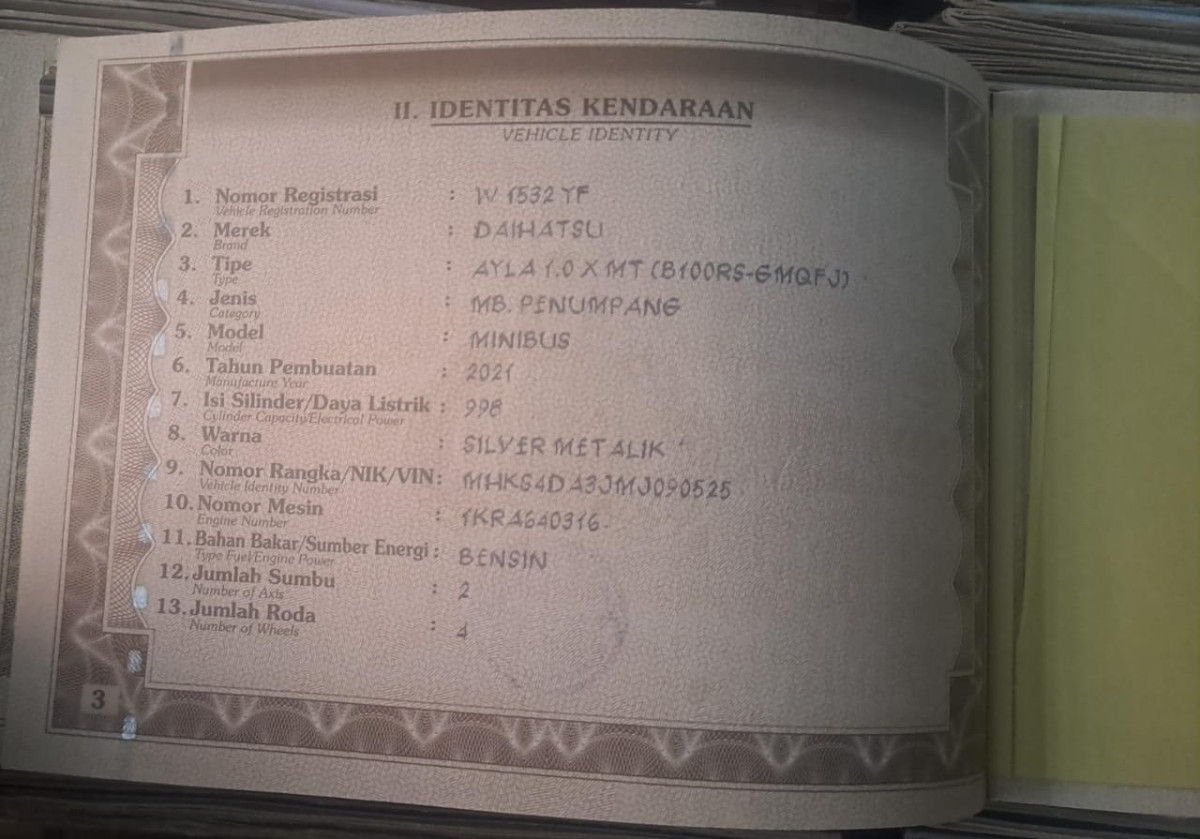 II. IDENTITAS KENDARAAN
VEHICLE IDENTITY
1. Nomor Registrasi : W 1532 YF
Vehicle Registration Number
2. Merek : DAIHATSU
Brand
3. Tipe : AYLA 1.0 X MT (B100RS-GMQFJ)
Type
4. Jenis : MB. PENUMPANG
Category
5. Model : MINIBUS
Model
6. Tahun Pembuatan : 2021
Manufacture Year
7. Isi Silinder/Daya Listrik : 998
Cylinder Capacity/Electrical Power
8. Warna : SILVER METALIK
Color
9. Nomor Rangka/NIK/VIN : MHKS4DA3JMJ090525
Vehicle Identity Number
10. Nomor Mesin : 1KRA640316
Engine Number
11. Bahan Bakar/Sumber Energi : BENSIN
Type Fuel/Engine Power
12. Jumlah Sumbu : 2
Number of Axis
13. Jumlah Roda : 4
Number of Wheels
3